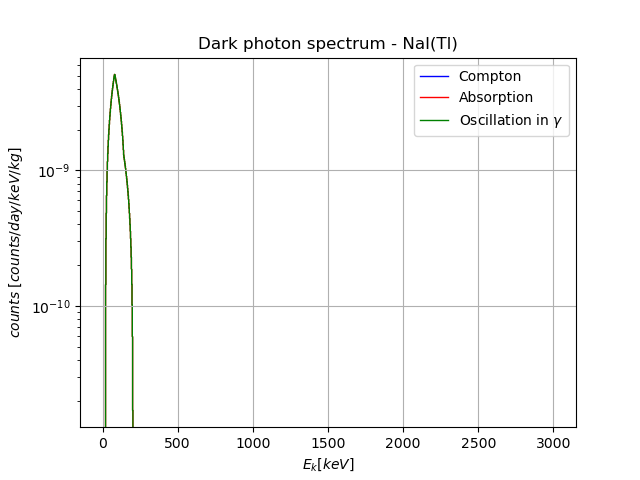 Dark photon spectrum - NaI(Tl)
Compton
Absorption
Oscillation in γ
counts [counts/day/keV/kg]
10⁻⁹
10⁻¹⁰
0 500 1000 1500 2000 2500 3000
E_k[keV]